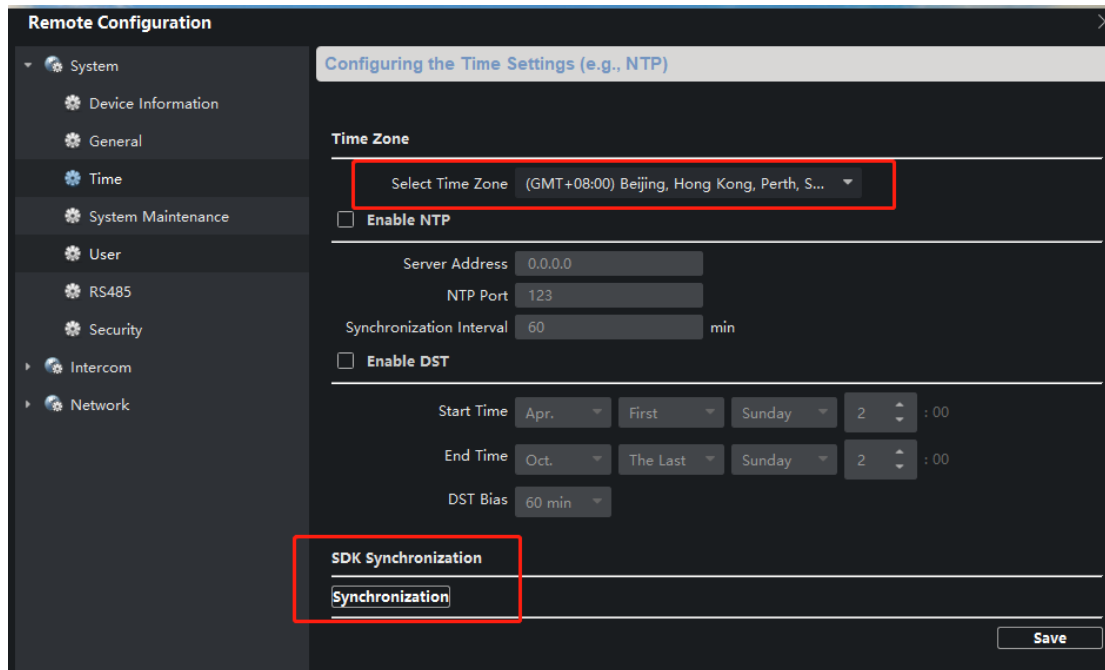 Remote Configuration
System
Device Information
General
Time
System Maintenance
User
RS485
Security
Intercom
Network
Configuring the Time Settings (e.g., NTP)
Time Zone
Select Time Zone (GMT+08:00) Beijing, Hong Kong, Perth, S...
Enable NTP
Server Address 0.0.0.0
NTP Port 123
Synchronization Interval 60 min
Enable DST
Start Time Apr. First Sunday 2 : 00
End Time Oct. The Last Sunday 2 : 00
DST Bias 60 min
SDK Synchronization
Synchronization
Save